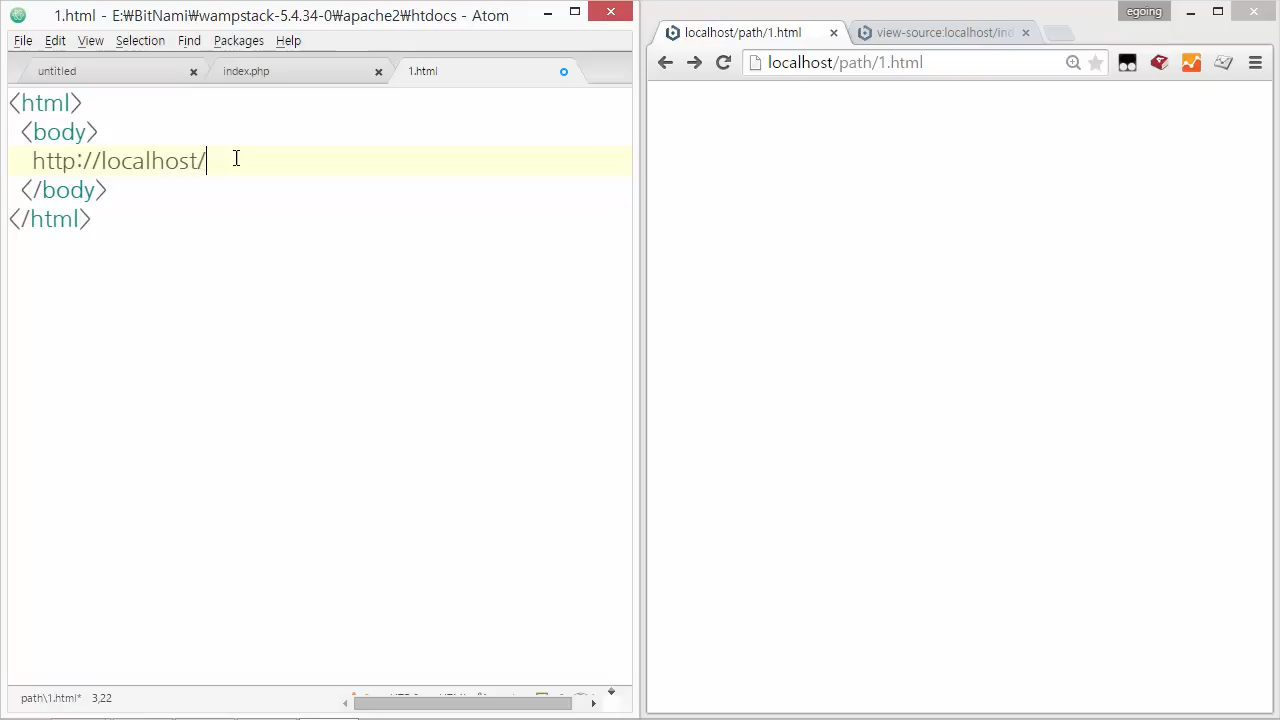 1.html - E:\BitNami\wampstack-5.4.34-0\apache2\htdocs - Atom
File Edit View Selection Find Packages Help
untitled index.php 1.html
<html>
<body>
http://localhost/
</body>
</html>
path\1.html* 3,22
egoing
localhost/path/1.html view-source:localhost/ind
localhost/path/1.html